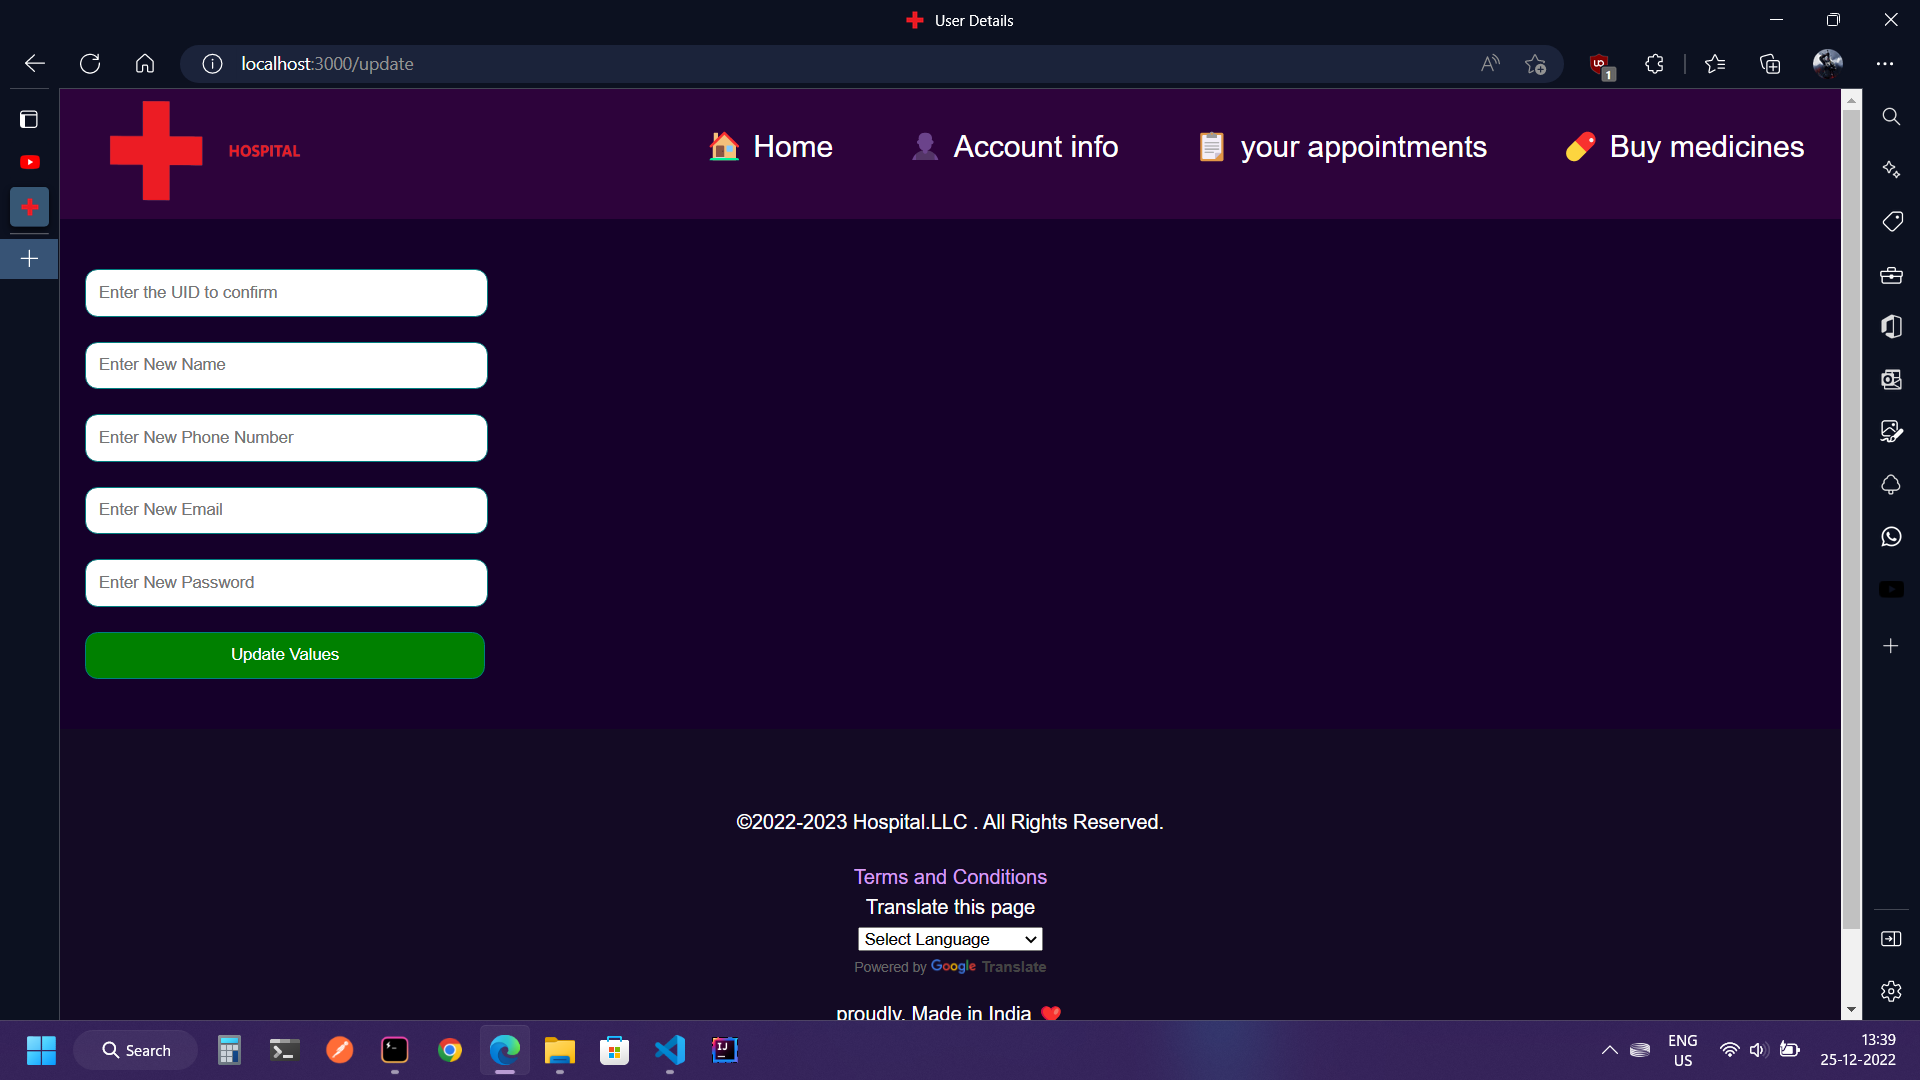 User Details
localhost:3000/update
1
HOSPITAL
Home
Account info
your appointments
Buy medicines
Enter the UID to confirm
Enter New Name
Enter New Phone Number
Enter New Email
Enter New Password
Update Values
©2022-2023 Hospital.LLC . All Rights Reserved.
Terms and Conditions
Translate this page
Select Language
Powered by Google Translate
proudly, Made in India
Search
ENG
US
13:39
25-12-2022